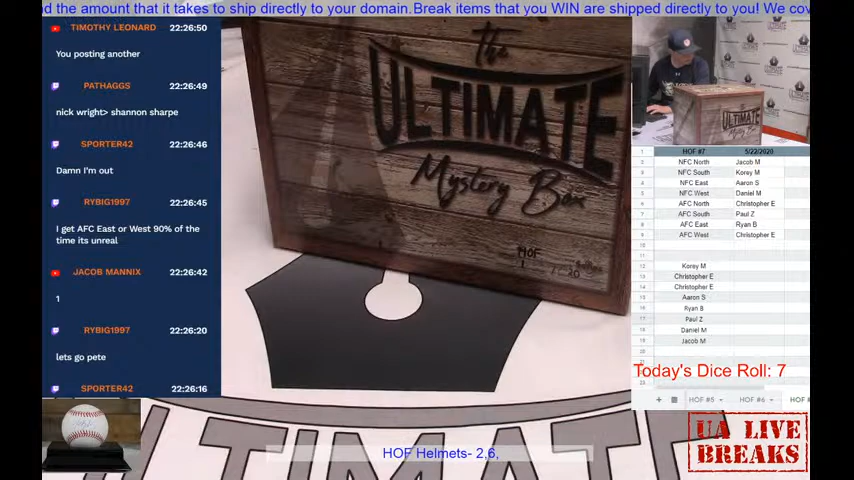 d the amount that it takes to ship directly to your domain.Break items that you WIN are shipped directly to you! We cov
TIMOTHY LEONARD 22:26:50
You posting another
PATHAGGS 22:26:49
nick wright> shannon sharpe
SPORTER42 22:26:46
Damn I'm out
RYBIG1997 22:26:45
I get AFC East or West 90% of the
time its unreal
JACOB MANNIX 22:26:42
1
RYBIG1997 22:26:20
lets go pete
SPORTER42 22:26:16
the
ULTIMATE
Mystery Box
HOF
ULTIMATE
HOF Helmets- 2,6,
ULTIMATE
Mystery Box
HOF #7 5/22/2020
NFC North Jacob M
NFC South Korey M
NFC East Aaron S
NFC West Daniel M
AFC North Christopher E
AFC South Paul Z
AFC East Ryan B
AFC West Christopher E
Korey M
Christopher E
Christopher E
Aaron S
Ryan B
Paul Z
Daniel M
Jacob M
Today's Dice Roll: 7
HOF #5 HOF #6 HOF #
UA LIVE
BREAKS